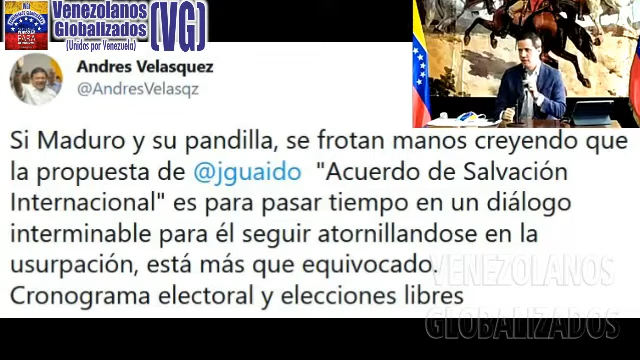 Venezolanos
Globalizados
(Unidos por Venezuela)
(VG)
Andres Velasquez
@AndresVelasqz
Si Maduro y su pandilla, se frotan manos creyendo que
la propuesta de @jguaido "Acuerdo de Salvación
Internacional" es para pasar tiempo en un diálogo
interminable para él seguir atornillandose en la
usurpación, está más que equivocado.
Cronograma electoral y elecciones libres
VENEZOLANOS
GLOBALIZADOS